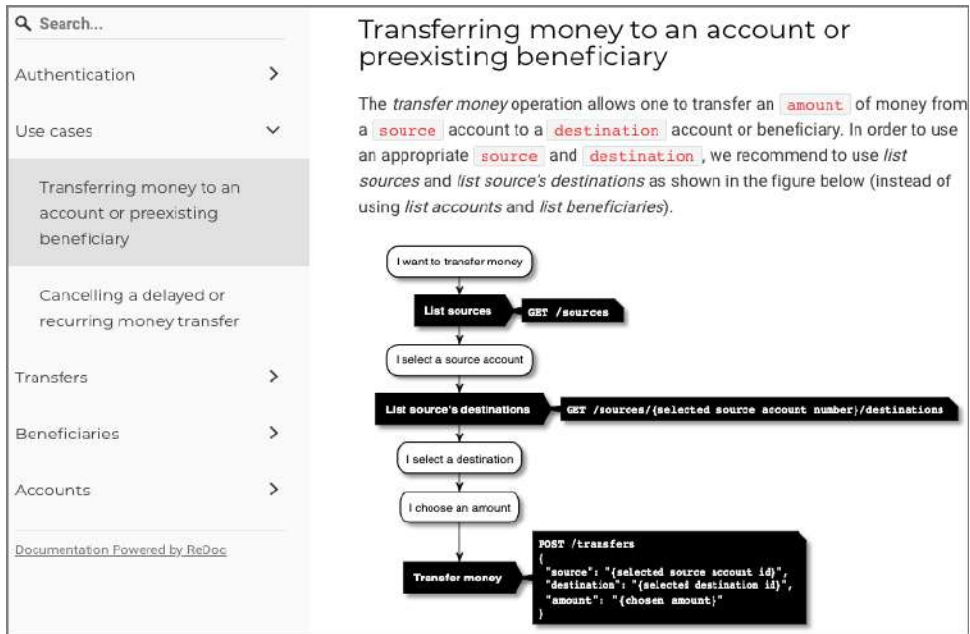 Search...
Authentication
Use cases
Transferring money to an
account or preexisting
beneficiary
Cancelling a delayed or
recurring money transfer
Transfers
Beneficiaries
Accounts
Documentation Powered by ReDoc
Transferring money to an account or
preexisting beneficiary
The transfer money operation allows one to transfer an amount of money from
a source account to a destination account or beneficiary. In order to use
an appropriate source and destination, we recommend to use list
sources and list source's destinations as shown in the figure below (instead of
using list accounts and list beneficiaries).
I want to transfer money
List sources
GET /sources
I select a source account
List source's destinations
GET /sources/{selected source account number}/destinations
I select a destination
I choose an amount
Transfer money
POST /transfers
{
"source": "{selected source account id}",
"destination": "{selected destination id}",
"amount": "{chosen amount}"
}